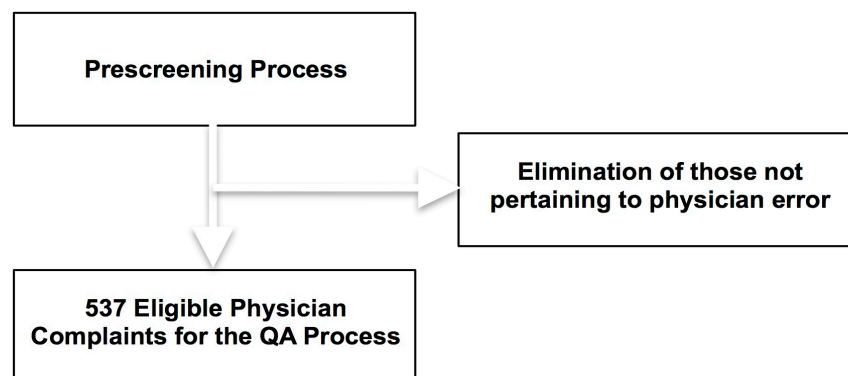 Prescreening Process
Elimination of those not
pertaining to physician error
537 Eligible Physician
Complaints for the QA Process